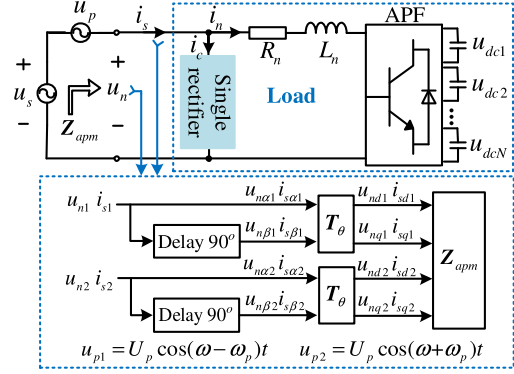 u_p
i_s
i_n
APF
R_n
L_n
u_dc1
i_c
Single rectifier
Load
u_dc2
u_s
Z_apm
u_n
u_dcN
u_n1 i_s1
u_nα1 i_sα1
u_nd1 i_sd1
Delay 90°
u_nβ1 i_sβ1
T_θ
u_nq1 i_sq1
Z_apm
u_n2 i_s2
u_nα2 i_sα2
u_nd2 i_sd2
Delay 90°
u_nβ2 i_sβ2
T_θ
u_nq2 i_sq2
u_p1 = U_p cos(ω−ω_p)t
u_p2 = U_p cos(ω+ω_p)t